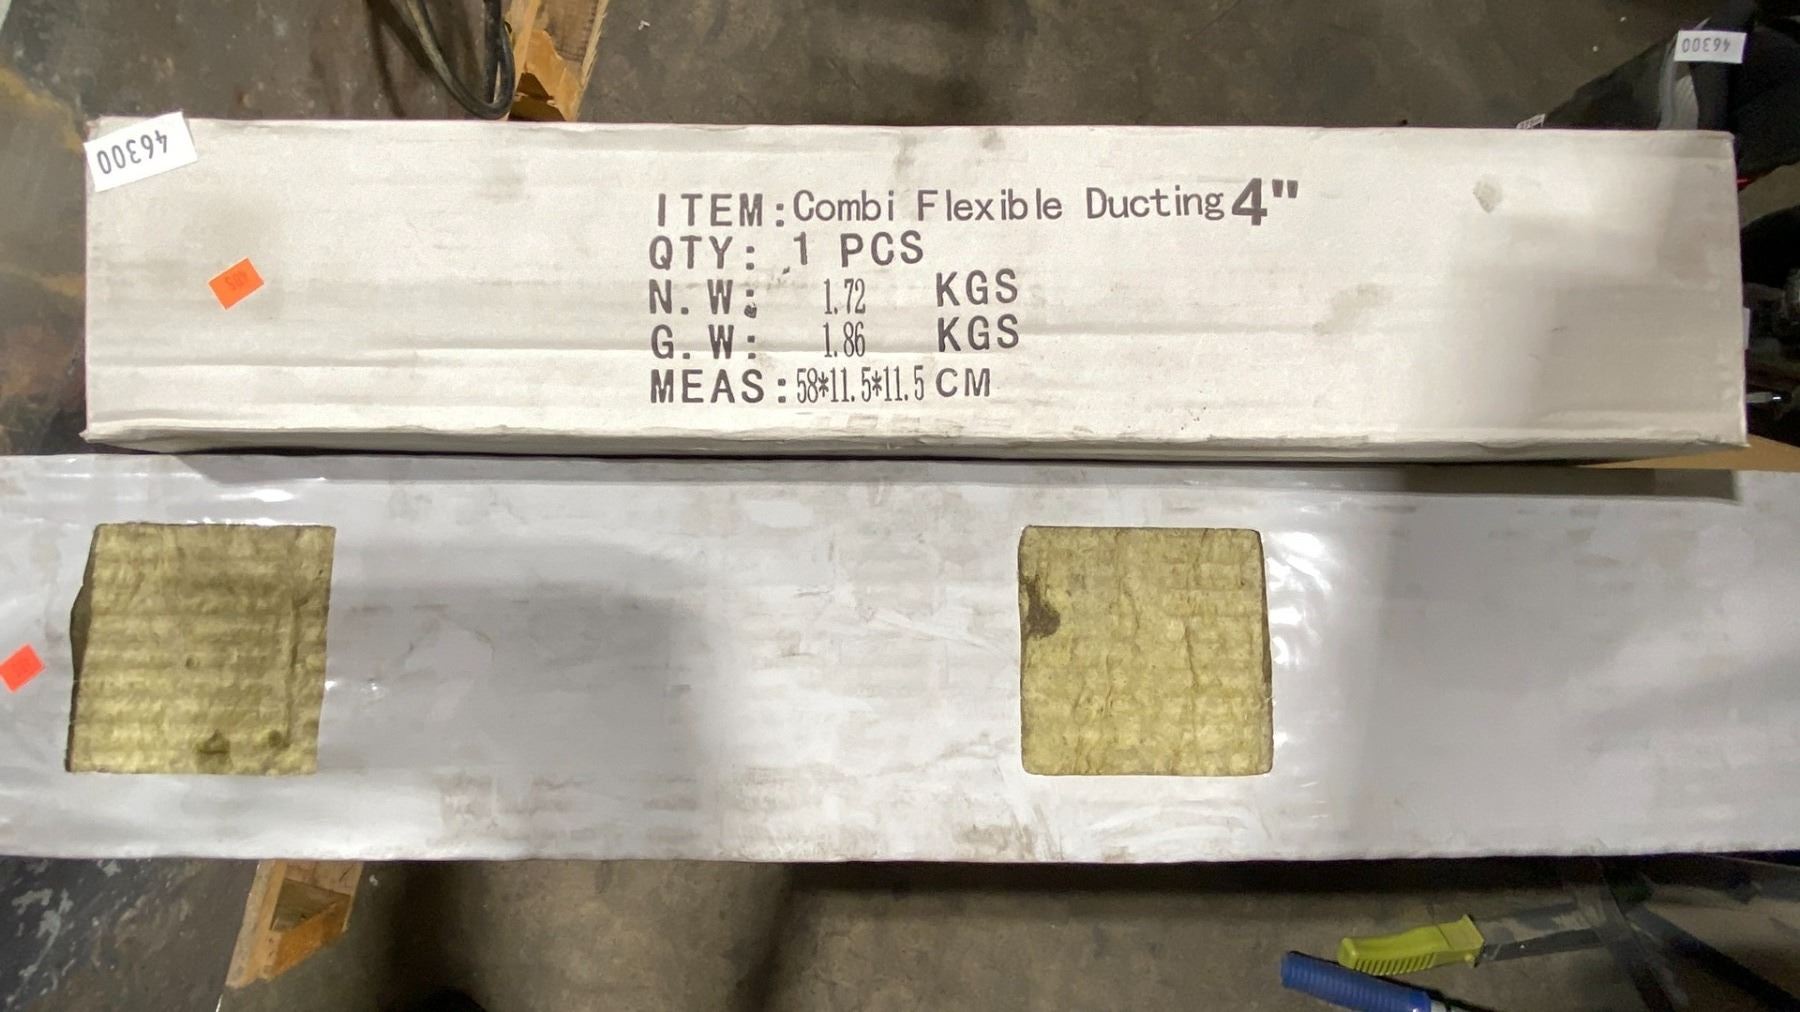 46300
46300
ITEM:Combi Flexible Ducting 4"
QTY: 1 PCS
N.W: 1.72 KGS
G.W: 1.86 KGS
MEAS:58*11.5*11.5 CM